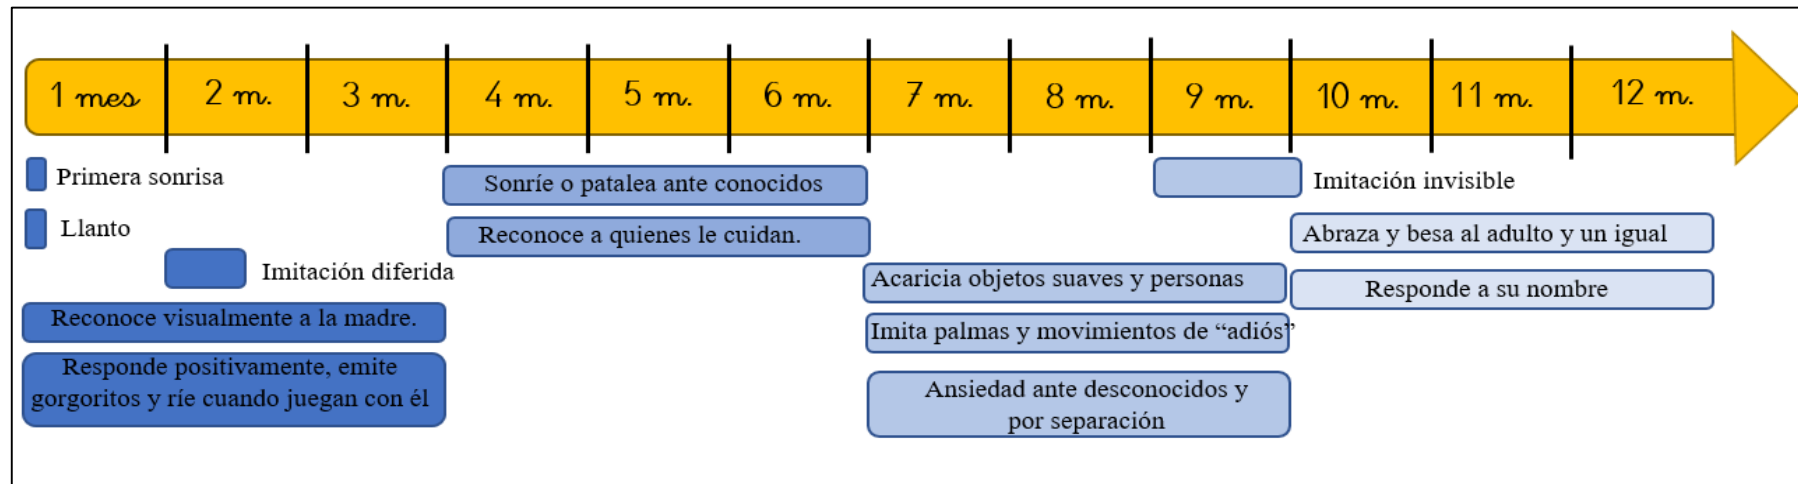 1 mes 2 m. 3 m. 4 m. 5 m. 6 m. 7 m. 8 m. 9 m. 10 m. 11 m. 12 m.
Primera sonrisa
Llanto
Imitación diferida
Reconoce visualmente a la madre.
Responde positivamente, emite
gorgoritos y ríe cuando juegan con él
Sonríe o patalea ante conocidos
Reconoce a quienes le cuidan.
Acaricia objetos suaves y personas
Imita palmas y movimientos de “adiós”
Ansiedad ante desconocidos y
por separación
Imitación invisible
Abraza y besa al adulto y un igual
Responde a su nombre